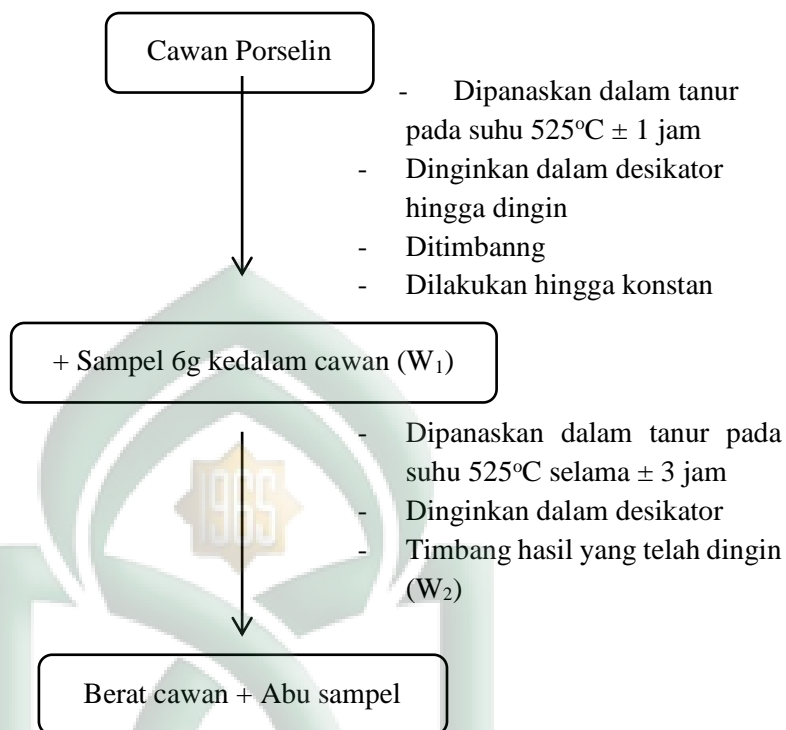 Cawan Porselin
- Dipanaskan dalam tanur
pada suhu 525°C ± 1 jam
- Dinginkan dalam desikator
hingga dingin
- Ditimbanng
- Dilakukan hingga konstan
+ Sampel 6g kedalam cawan (W₁)
- Dipanaskan dalam tanur pada
suhu 525°C selama ± 3 jam
- Dinginkan dalam desikator
- Timbang hasil yang telah dingin
(W₂)
1965
Berat cawan + Abu sampel